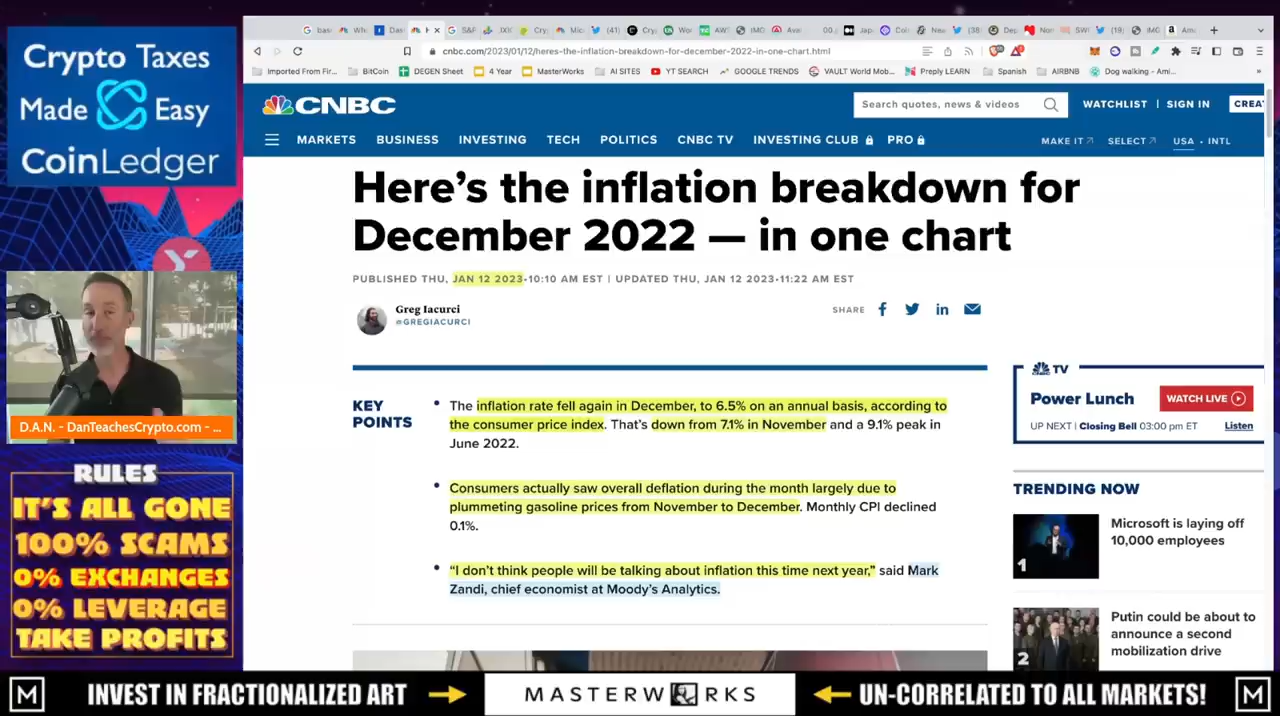 Crypto Taxes
Made Easy
CoinLedger
D.A.N. - DanTeachesCrypto.com - ...
RULES
IT'S ALL GONE
100% SCAMS
0% EXCHANGES
0% LEVERAGE
TAKE PROFITS
cnbc.com/2023/01/12/heres-the-inflation-breakdown-for-december-2022-in-one-chart.html
Imported From Fir... BitCoin DEGEN Sheet 4 Year MasterWorks AI SITES YT SEARCH GOOGLE TRENDS VAULT World Mob... Preply LEARN Spanish AIRBNB Dog walking - Ami... »
CNBC
Search quotes, news & videos
WATCHLIST | SIGN IN
CREA
MARKETS BUSINESS INVESTING TECH POLITICS CNBC TV INVESTING CLUB PRO
MAKE IT SELECT USA • INTL
Here's the inflation breakdown for
December 2022 — in one chart
PUBLISHED THU, JAN 12 2023•10:10 AM EST | UPDATED THU, JAN 12 2023•11:22 AM EST
Greg Iacurci
@GREGIACURCI
SHARE
KEY
POINTS
The inflation rate fell again in December, to 6.5% on an annual basis, according to
the consumer price index. That's down from 7.1% in November and a 9.1% peak in
June 2022.
Consumers actually saw overall deflation during the month largely due to
plummeting gasoline prices from November to December. Monthly CPI declined
0.1%.
“I don't think people will be talking about inflation this time next year,” said Mark
Zandi, chief economist at Moody's Analytics.
TV
Power Lunch
WATCH LIVE
UP NEXT | Closing Bell 03:00 pm ET
Listen
TRENDING NOW
1
Microsoft is laying off
10,000 employees
2
Putin could be about to
announce a second
mobilization drive
M
INVEST IN FRACTIONALIZED ART
MASTERWORKS
UN-CORRELATED TO ALL MARKETS!
M